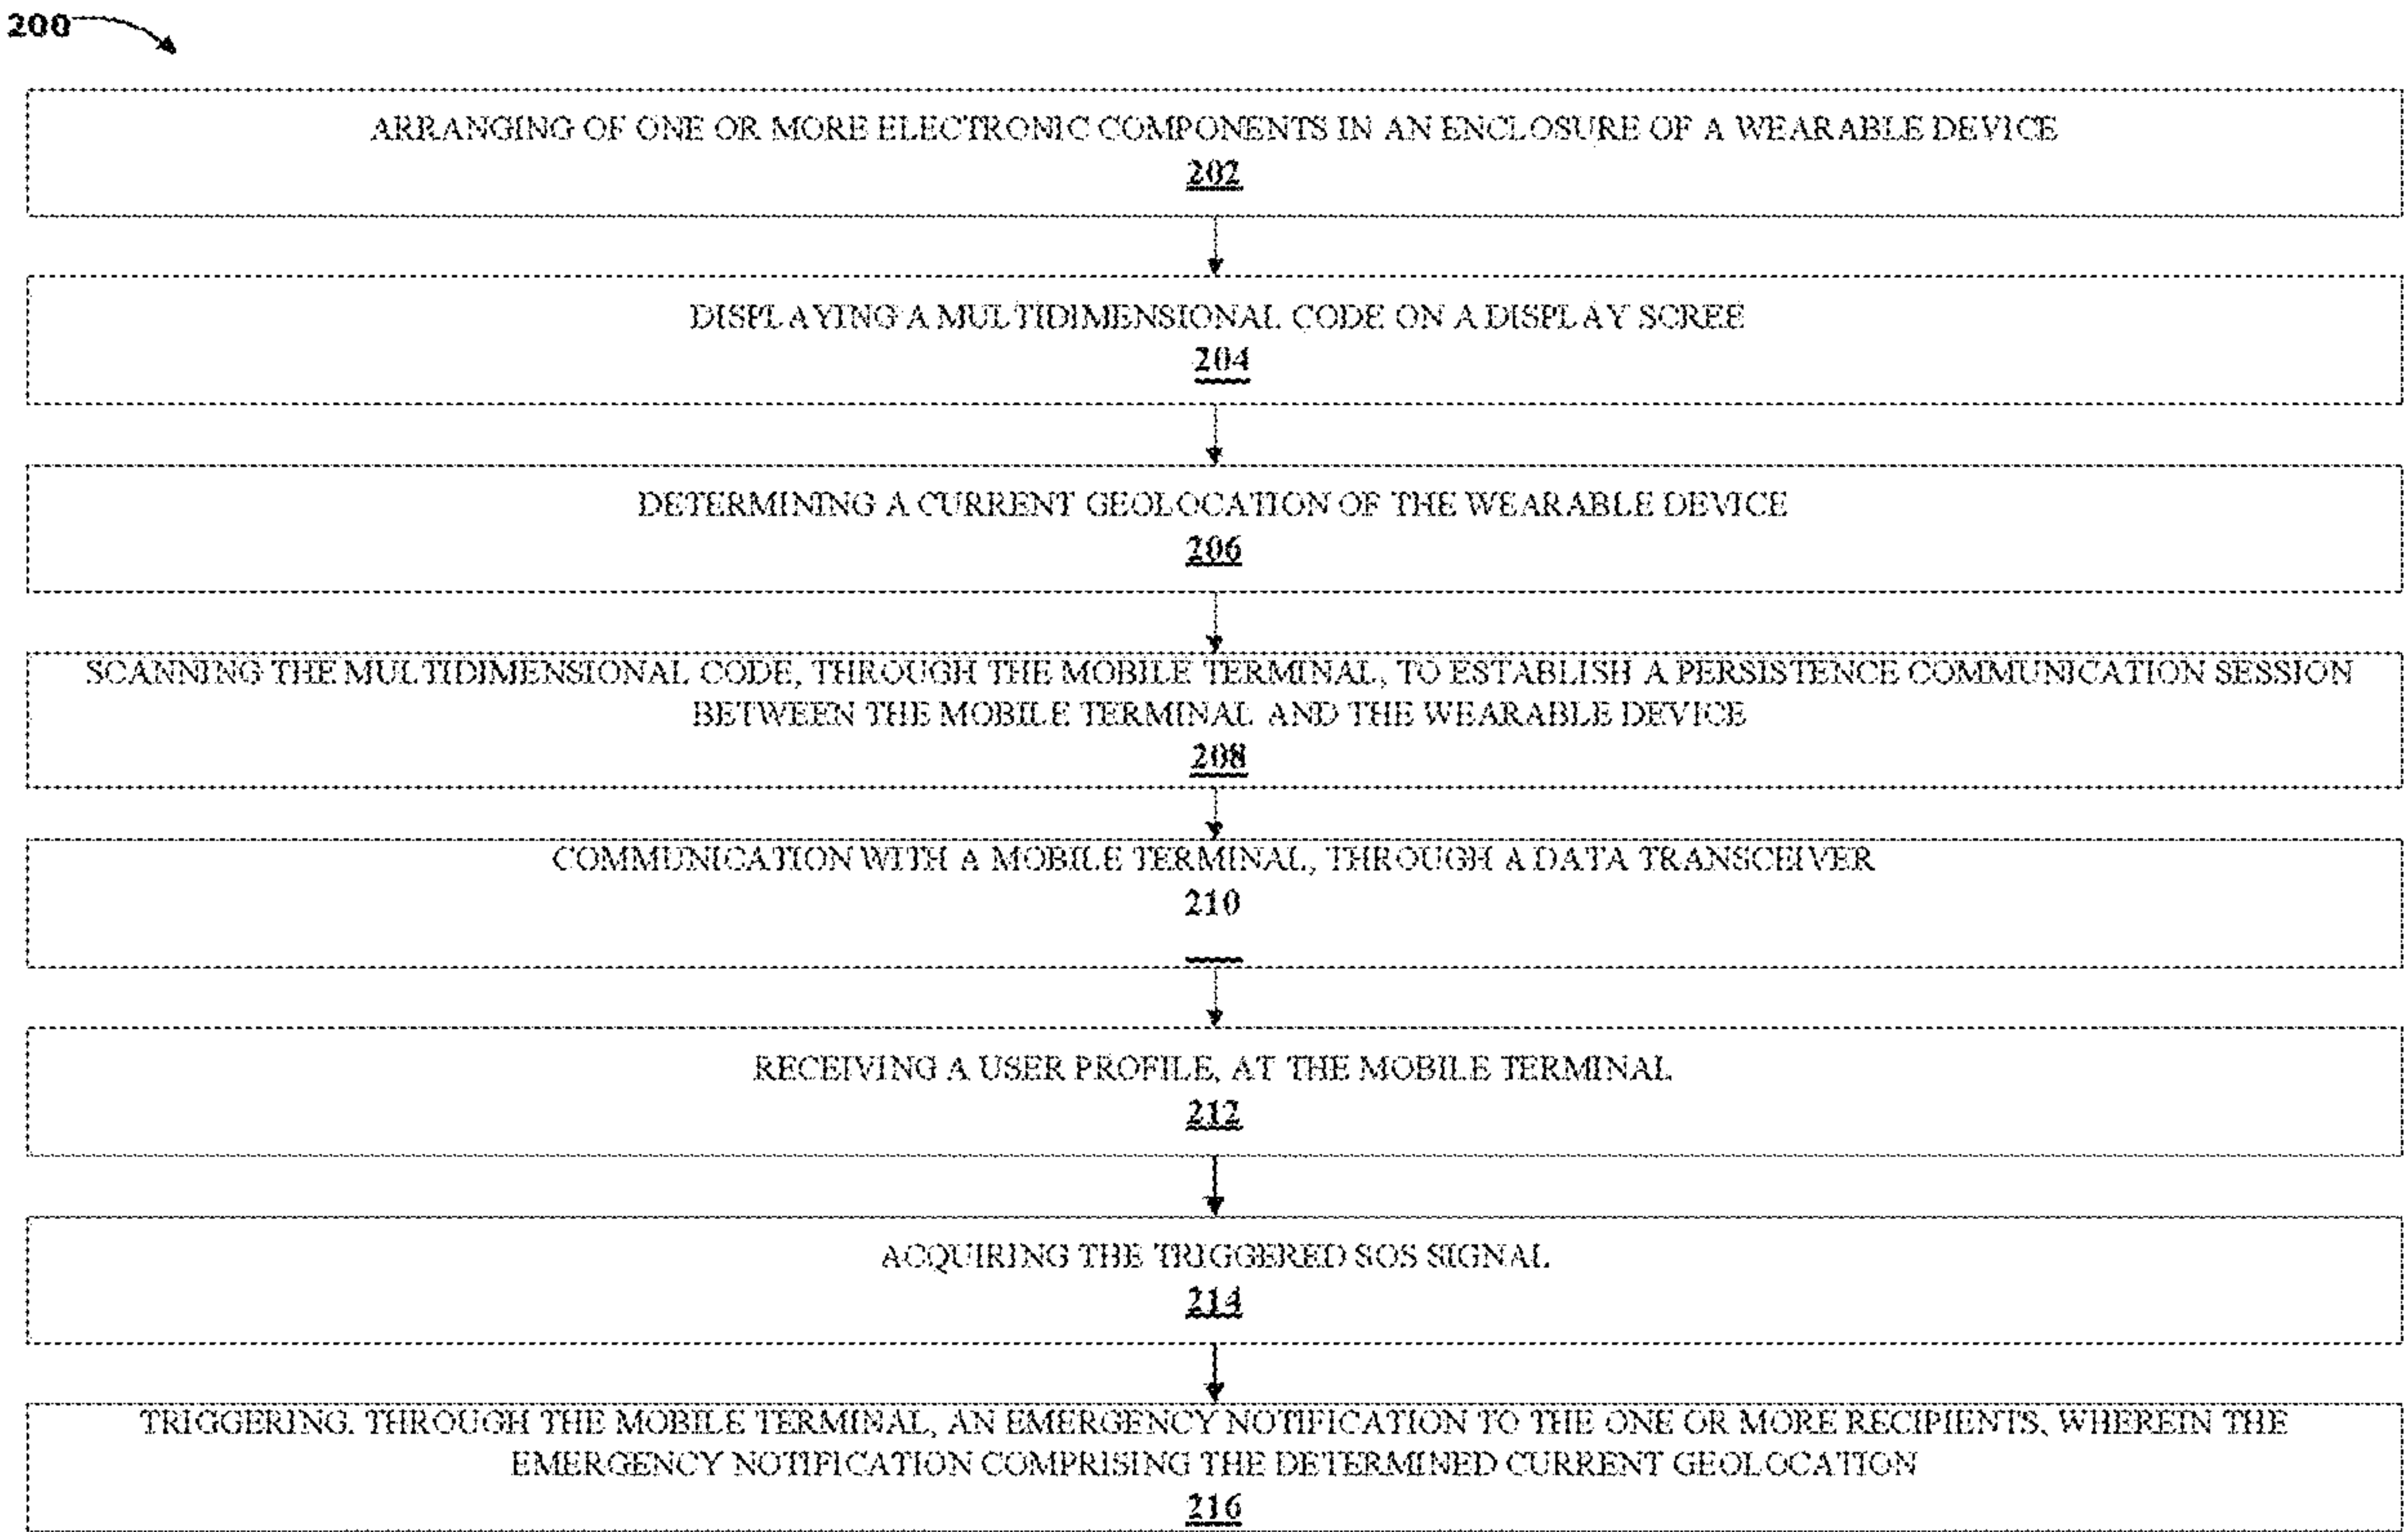 200
ARRANGING OF ONE OR MORE ELECTRONIC COMPONENTS IN AN ENCLOSURE OF A WEARABLE DEVICE
202
DISPLAYING A MULTIDIMENSIONAL CODE ON A DISPLAY SCREE
204
DETERMINING A CURRENT GEOLOCATION OF THE WEARABLE DEVICE
206
SCANNING THE MULTIDIMENSIONAL CODE, THROUGH THE MOBILE TERMINAL, TO ESTABLISH A PERSISTENCE COMMUNICATION SESSION
BETWEEN THE MOBILE TERMINAL AND THE WEARABLE DEVICE
208
COMMUNICATION WITH A MOBILE TERMINAL, THROUGH A DATA TRANSCEIVER
210
RECEIVING A USER PROFILE, AT THE MOBILE TERMINAL
212
ACQUIRING THE TRIGGERED SOS SIGNAL
214
TRIGGERING, THROUGH THE MOBILE TERMINAL, AN EMERGENCY NOTIFICATION TO THE ONE OR MORE RECIPIENTS, WHEREIN THE
EMERGENCY NOTIFICATION COMPRISING THE DETERMINED CURRENT GEOLOCATION
216